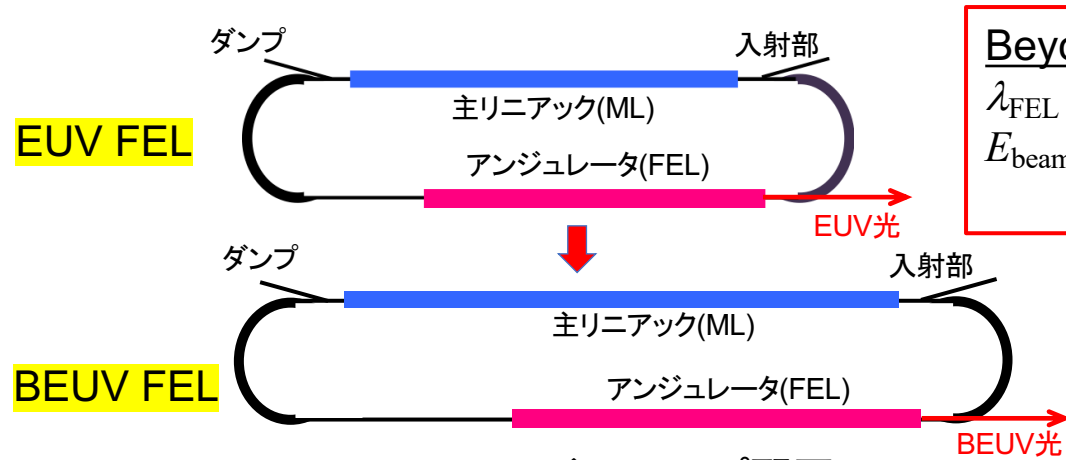 ダンプ
入射部
主リニアック(ML)
EUV FEL
アンジュレータ(FEL)
EUV光
λFEL
Ebeam
ダンプ
入射部
主リニアック(ML)
BEUV FEL
アンジュレータ(FEL)
BEUV光